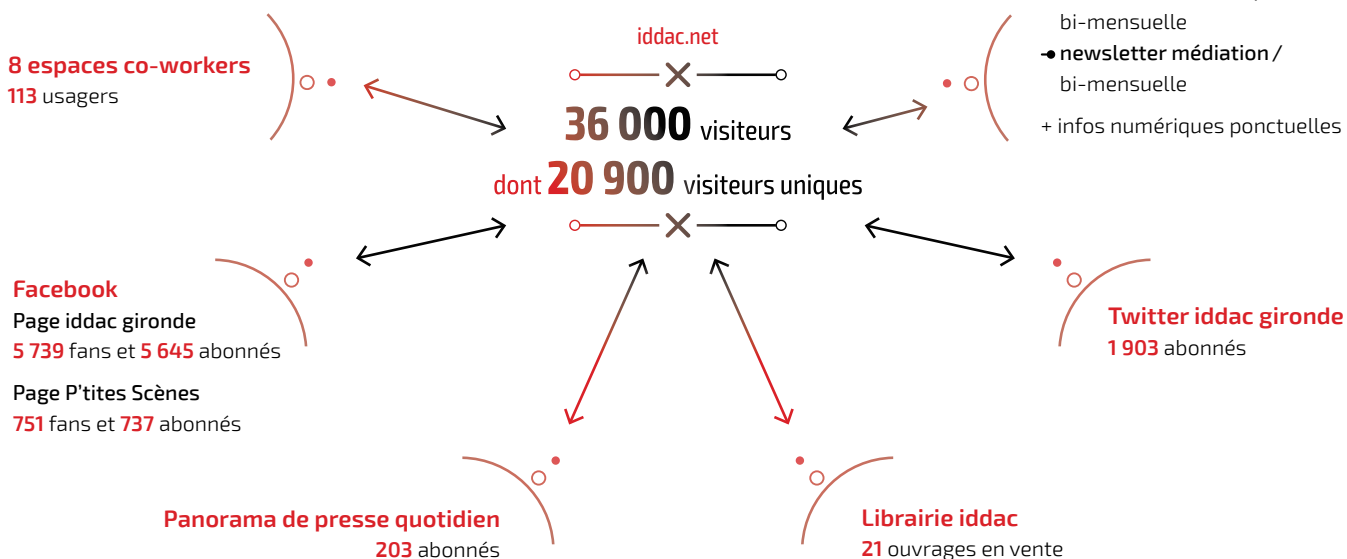 bi-mensuelle
newsletter médiation /
bi-mensuelle
+ infos numériques ponctuelles
8 espaces co-workers
113 usagers
iddac.net
36 000 visiteurs
dont 20 900 visiteurs uniques
Facebook
Page iddac gironde
5 739 fans et 5 645 abonnés
Page P'tites Scènes
751 fans et 737 abonnés
Twitter iddac gironde
1 903 abonnés
Panorama de presse quotidien
203 abonnés
Librairie iddac
21 ouvrages en vente